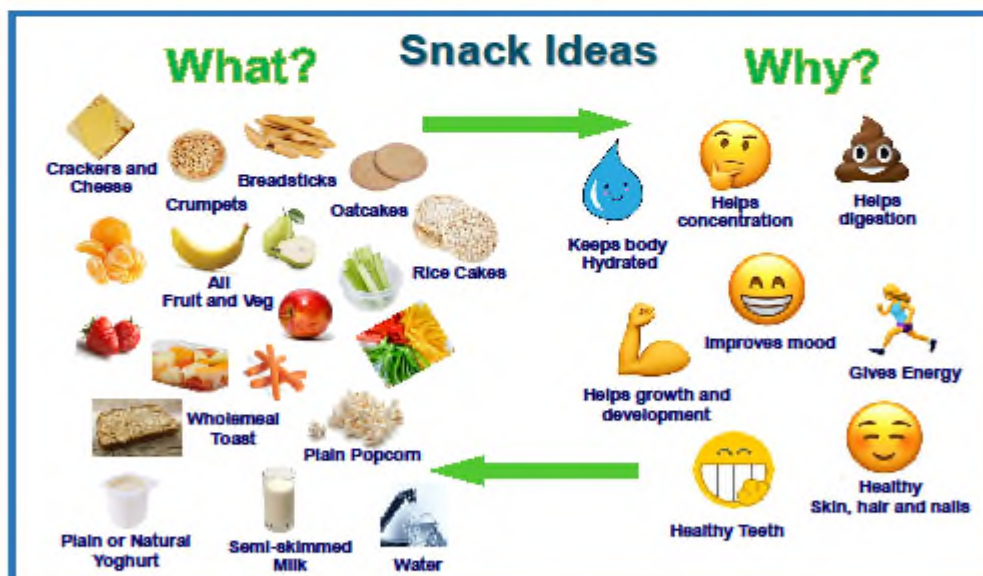 Snack Ideas
What?
Why?
Crackers and
Cheese
Crumpets
Breadsticks
Oatcakes
Rice Cakes
All
Fruit and Veg
Wholemeal
Toast
Plain Popcorn
Plain or Natural
Yoghurt
Semi-skimmed
Milk
Water
Keeps body
Hydrated
Helps
concentration
Helps
digestion
Improves mood
Helps growth and
development
Gives Energy
Healthy Teeth
Healthy
Skin, hair and nails